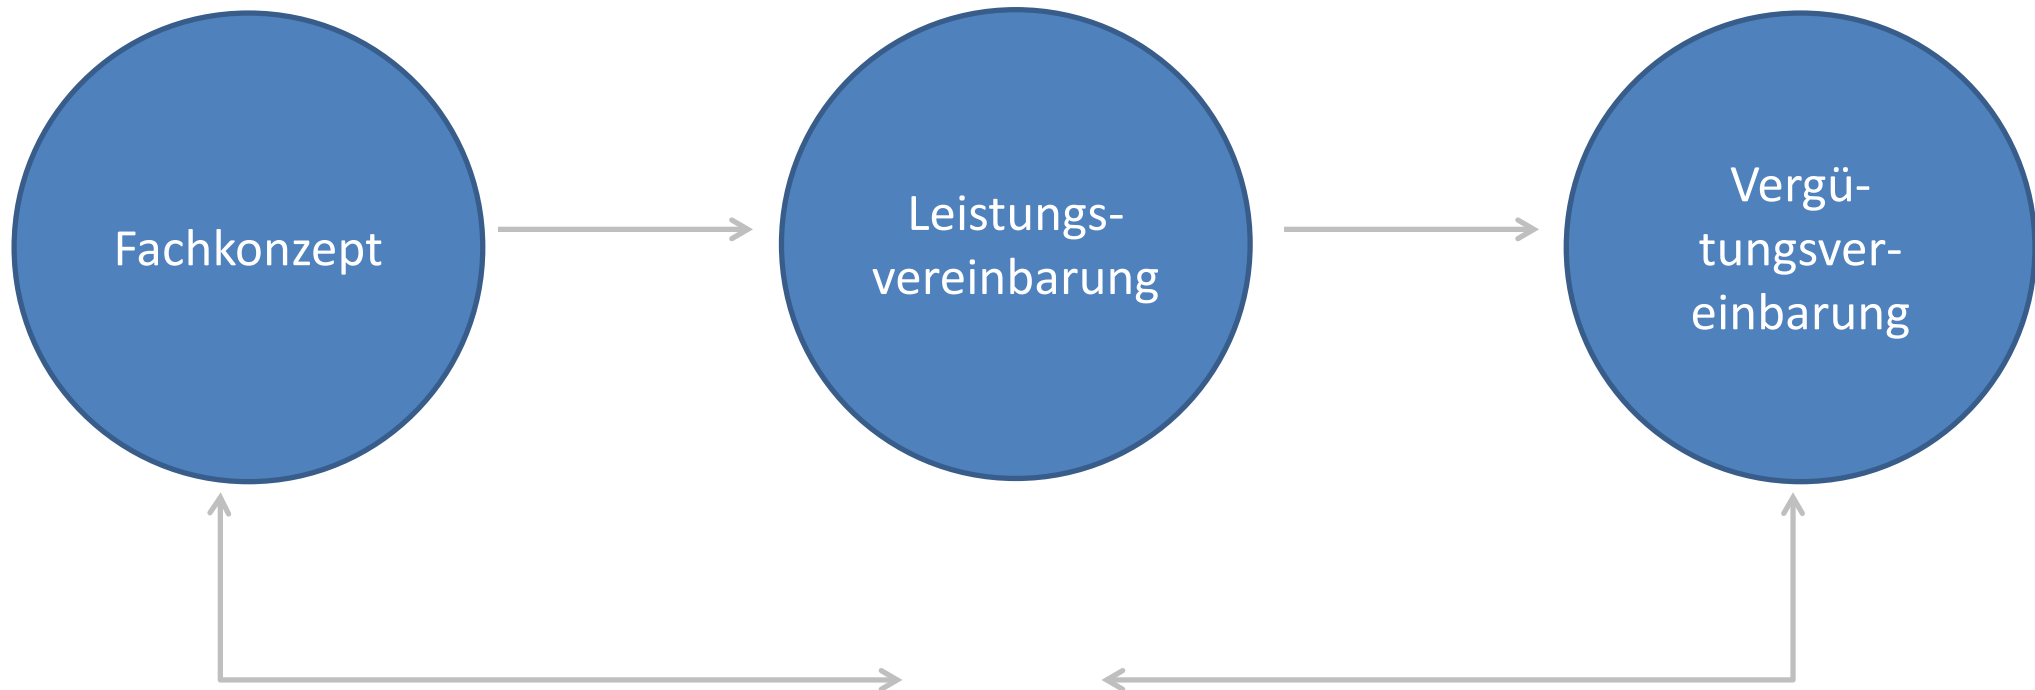 Fachkonzept
Leistungs-
vereinbarung
Vergü-
tungsver-
einbarung